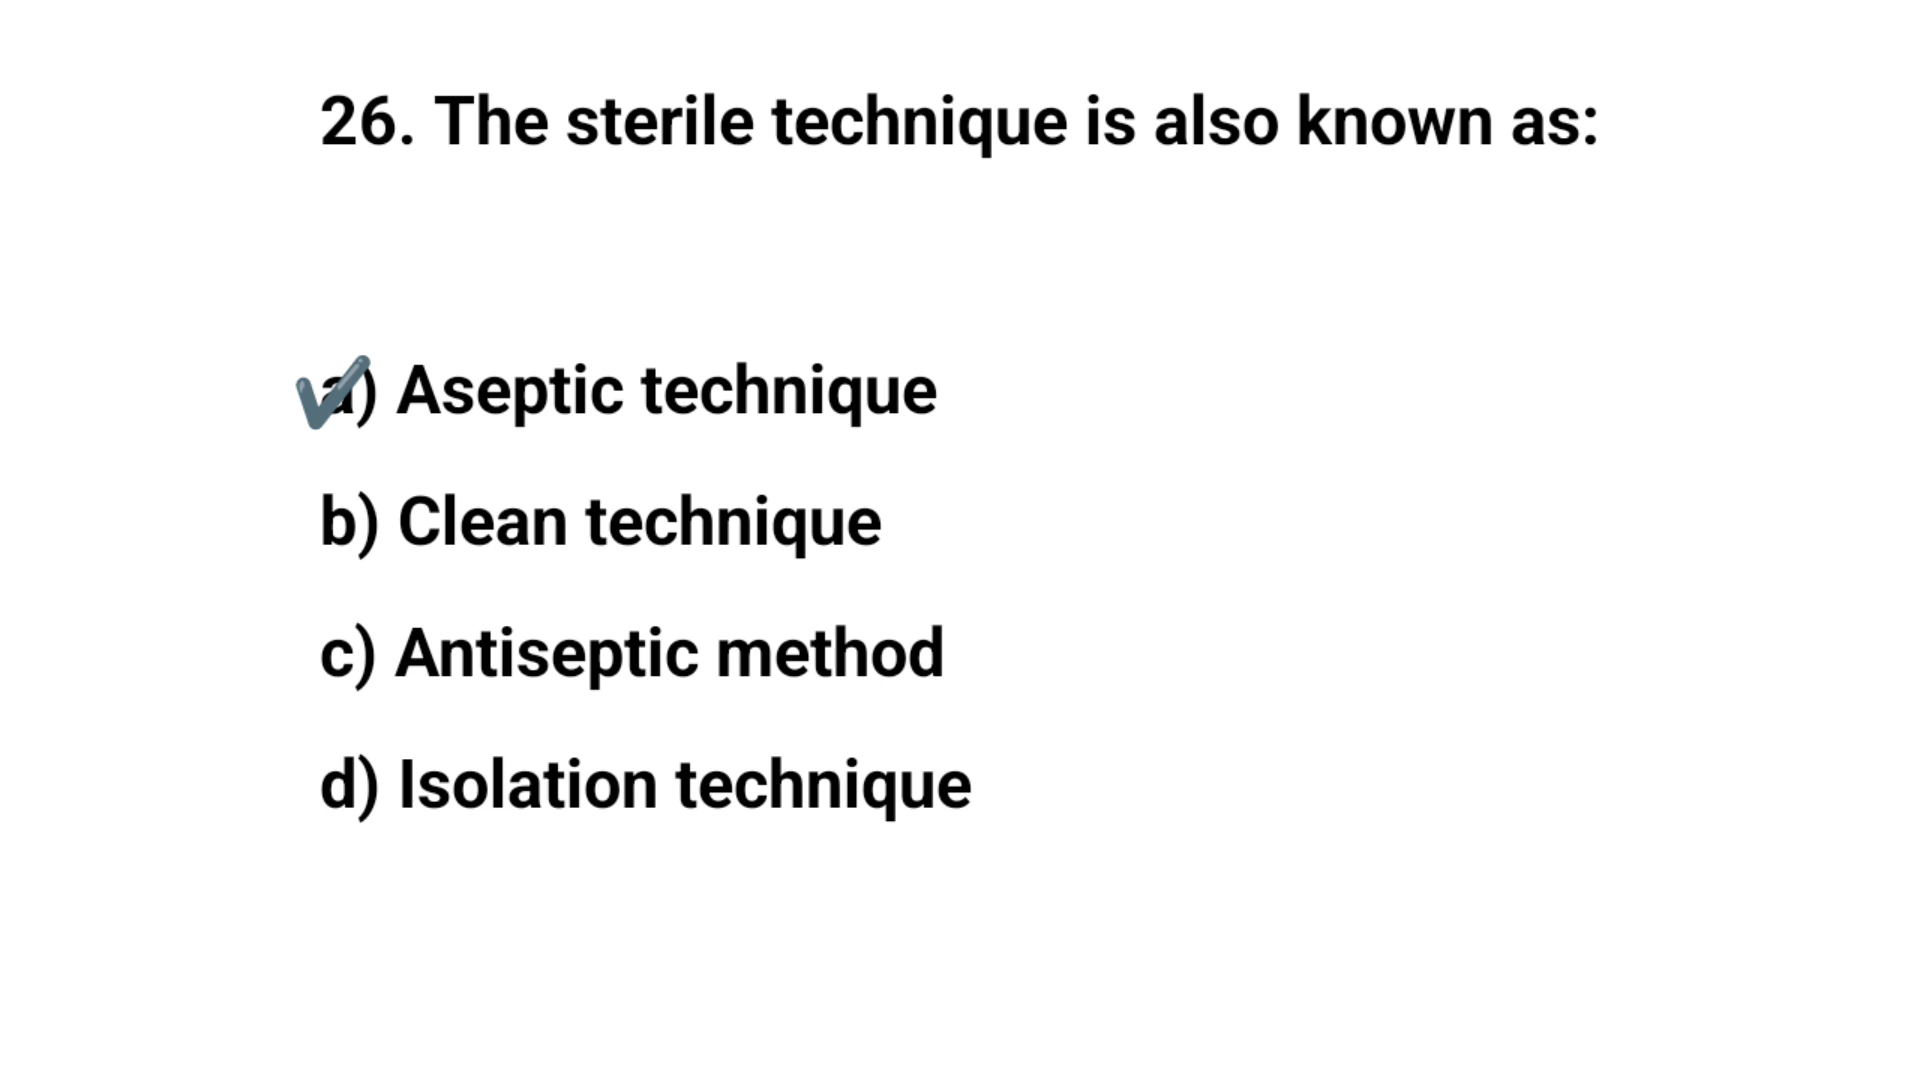 26. The sterile technique is also known as:
✔️a) Aseptic technique
b) Clean technique
c) Antiseptic method
d) Isolation technique